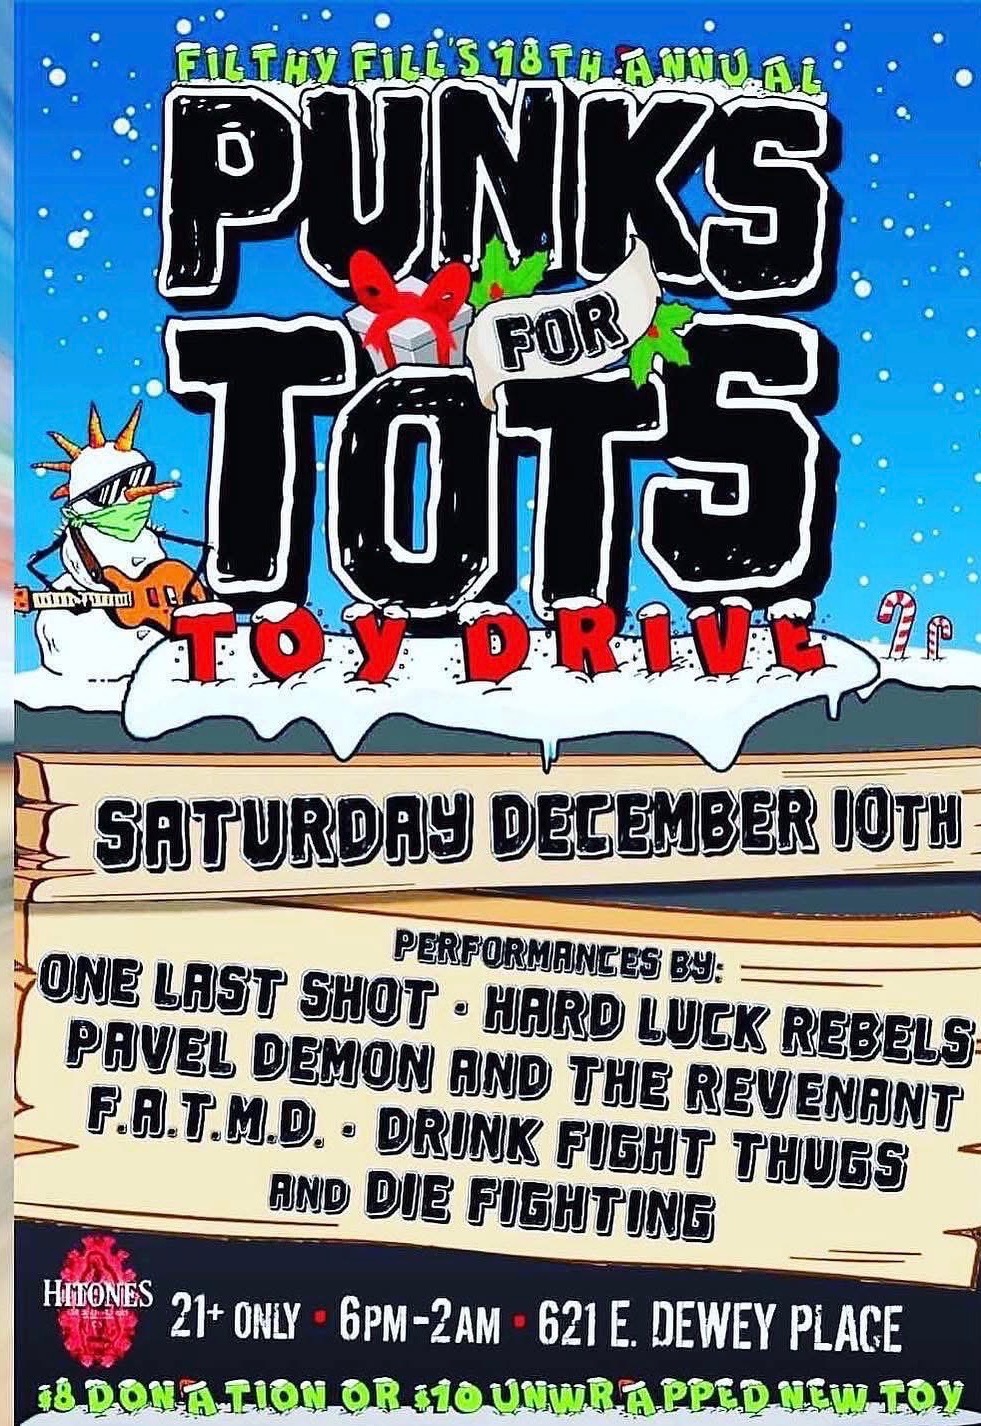 FILTHY FILL'S 18TH ANNUAL
PUNKS
FOR
TOTS
TOY DRIVE
SATURDAY DECEMBER 10TH
PERFORMANCES BY:
ONE LAST SHOT · HARD LUCK REBELS
PAVEL DEMON AND THE REVENANT
F.A.T.M.D. · DRINK FIGHT THUGS
AND DIE FIGHTING
HITONES
21+ ONLY • 6PM-2AM • 621 E. DEWEY PLACE
$8 DONATION OR $10 UNWRAPPED NEW TOY